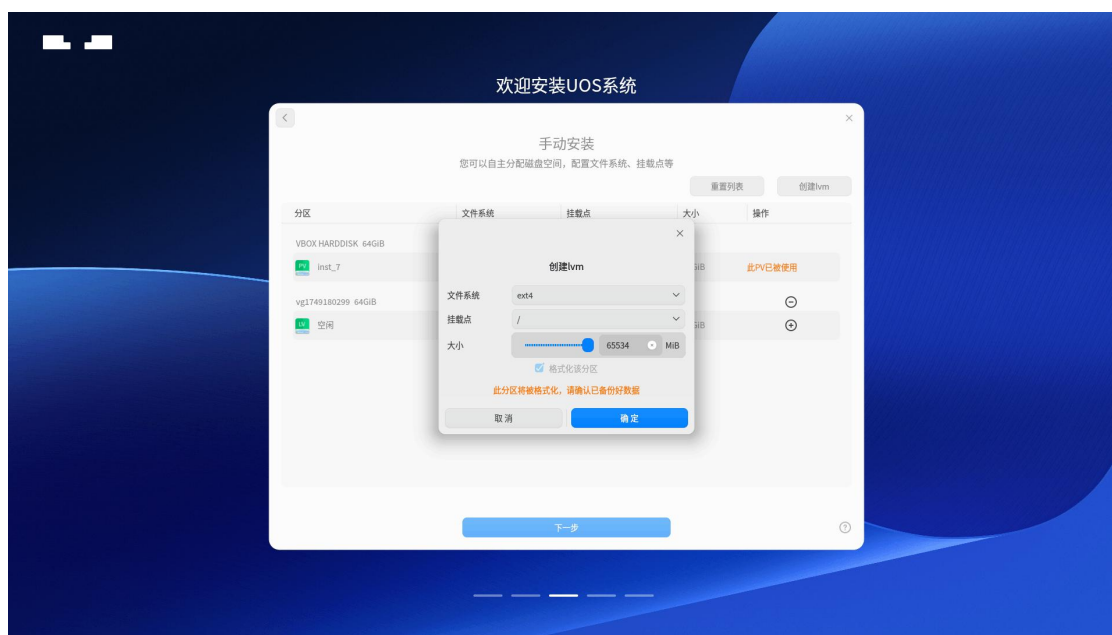 欢迎安装UOS系统
手动安装
您可以自主分配磁盘空间，配置文件系统、挂载点等
重置列表 创建lvm
分区 文件系统 挂载点 大小 操作
VBOX HARDDISK 64GiB
PV inst_7 GiB 此PV已被使用
vg1749180299 64GiB
LV 空闲 GiB
创建lvm
文件系统 ext4
挂载点 /
大小 65534 MiB
格式化该分区
此分区将被格式化，请确认已备份好数据
取消 确定
下一步